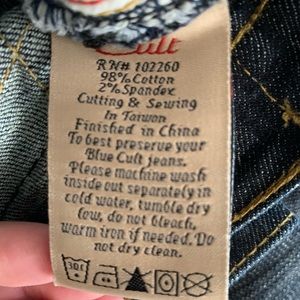 Cult
RN# 102260
98% Cotton
2% Spandex
Cutting & Sewing
In Taiwan
Finished in China
To best preserve your
Blue Cult jeans.
Please machine wash
inside out separately in
cold water, tumble dry
low, do not bleach,
warm iron if needed. Do
not dry clean.